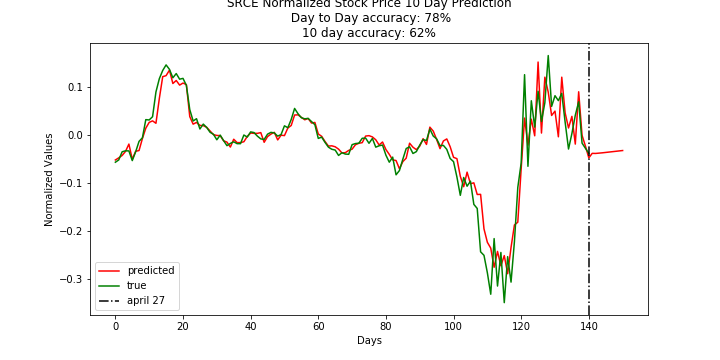 SRCE Normalized Stock Price 10 Day Prediction
Day to Day accuracy: 78%
10 day accuracy: 62%
Normalized Values
0.1
0.0
−0.1
−0.2
−0.3
predicted
true
april 27
0 20 40 60 80 100 120 140
Days